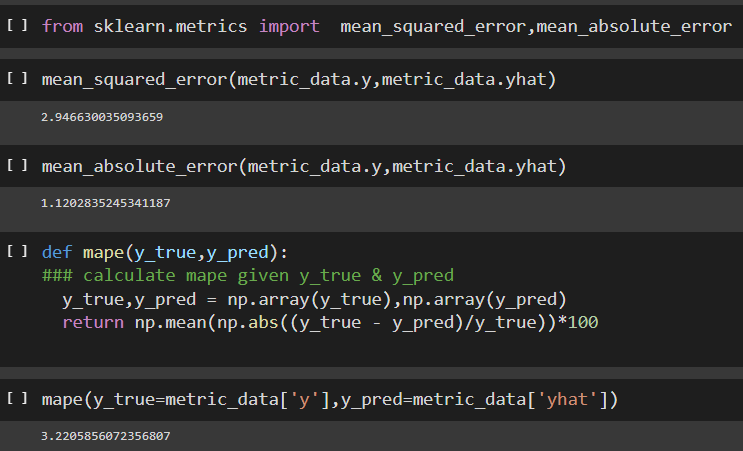 [ ] from sklearn.metrics import  mean_squared_error,mean_absolute_error
[ ] mean_squared_error(metric_data.y,metric_data.yhat)
2.946630035093659
[ ] mean_absolute_error(metric_data.y,metric_data.yhat)
1.1202835245341187
[ ] def mape(y_true,y_pred):
### calculate mape given y_true & y_pred
  y_true,y_pred = np.array(y_true),np.array(y_pred)
  return np.mean(np.abs((y_true - y_pred)/y_true))*100
[ ] mape(y_true=metric_data['y'],y_pred=metric_data['yhat'])
3.2205856072356807